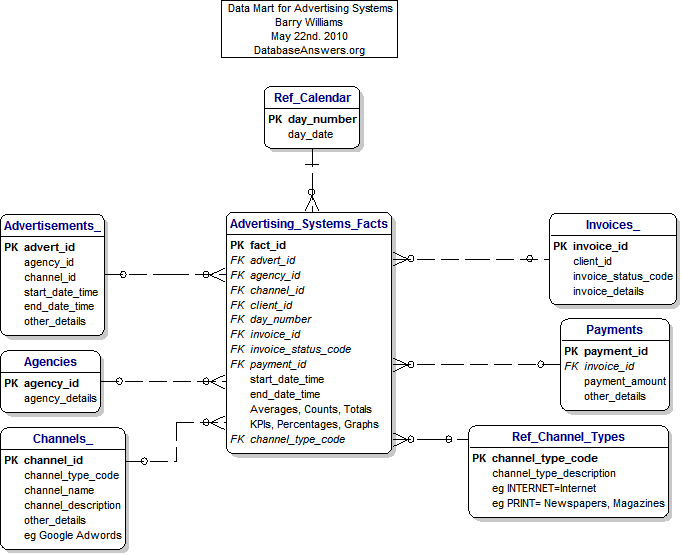 Data Mart for Advertising Systems
Barry Williams
May 22nd. 2010
DatabaseAnswers.org
Ref_Calendar
PK day_number
day_date
Advertisements_
PK advert_id
agency_id
channel_id
start_date_time
end_date_time
other_details
Agencies
PK agency_id
agency_details
Channels_
PK channel_id
channel_type_code
channel_name
channel_description
other_details
eg Google Adwords
Advertising_Systems_Facts
PK fact_id
FK advert_id
FK agency_id
FK channel_id
FK client_id
FK day_number
FK invoice_id
FK invoice_status_code
FK payment_id
start_date_time
end_date_time
Averages, Counts, Totals
KPIs, Percentages, Graphs
FK channel_type_code
Invoices_
PK invoice_id
client_id
invoice_status_code
invoice_details
Payments
PK payment_id
FK invoice_id
payment_amount
other_details
Ref_Channel_Types
PK channel_type_code
channel_type_description
eg INTERNET=Internet
eg PRINT= Newspapers, Magazines